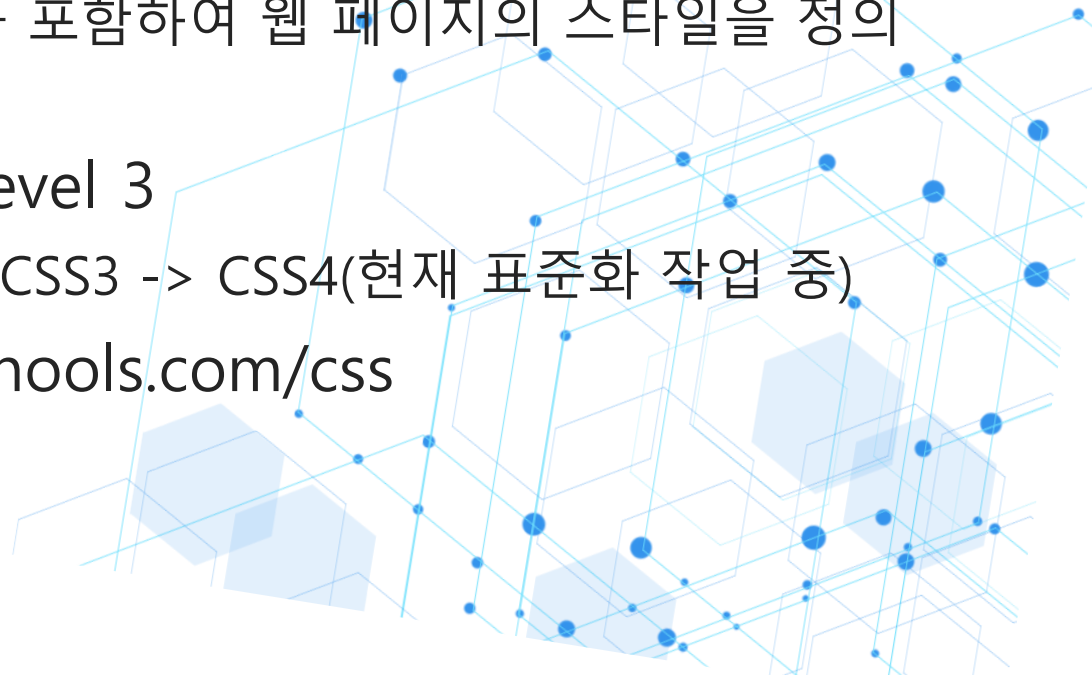 포함하여 웹 페이지의 스타일을 정의
evel 3
CSS3 -> CSS4(현재 표준화 작업 중)
hools.com/css